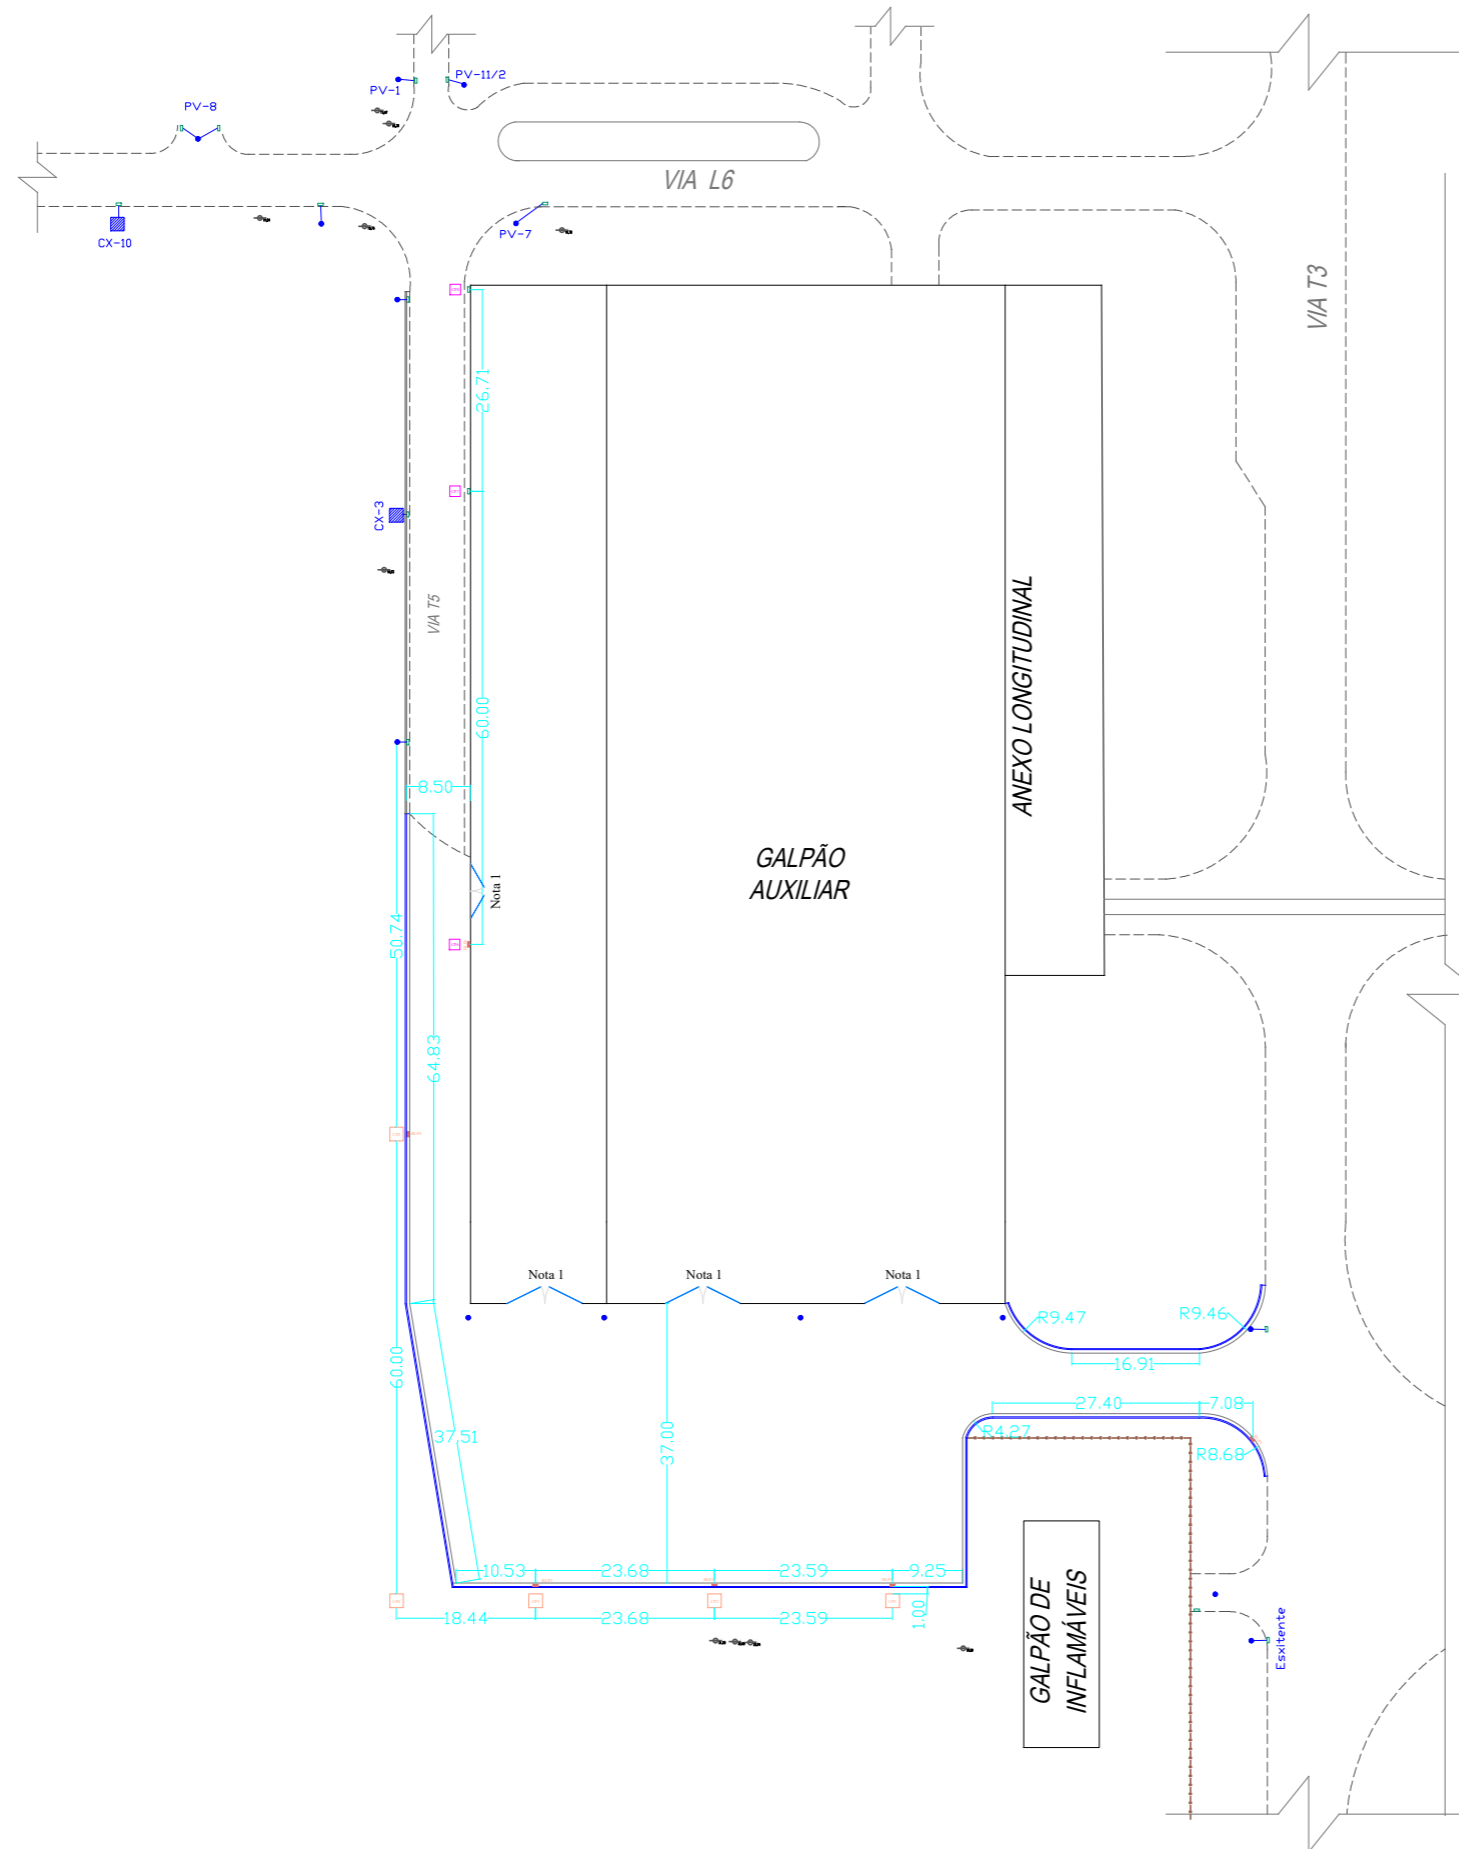 PV-11/2
PV-1
PV-8
VIA L6
PV-7
CX-10
VIA T3
26.71
CX-3
VIA T5
ANEXO LONGITUDINAL
60.00
8.50
GALPÃO
AUXILIAR
Nota 1
50.74
64.83
Nota 1
Nota 1
Nota 1
R9.47
R9.46
16.91
60.00
27.40
7.08
37.51
37.00
R4.27
R8.68
10.53
23.68
23.59
9.25
18.44
23.68
23.59
1.00
GALPÃO DE
INFLAMÁVEIS
Esxitente